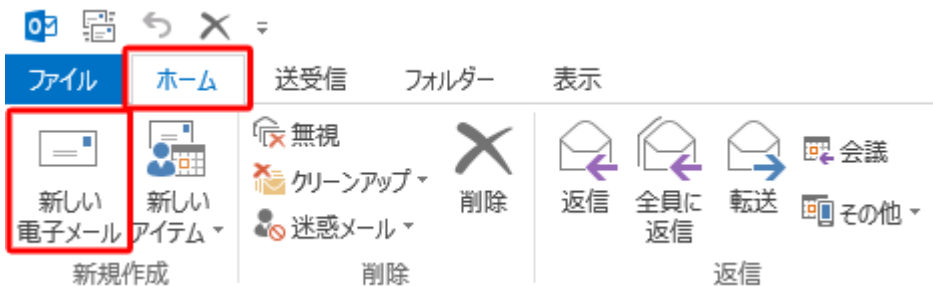 ファイル ホーム 送受信 フォルダー 表示
新しい
電子メール
新しい
アイテム
新規作成
無視
クリーンアップ
迷惑メール
削除
削除
返信
全員に
返信
転送
会議
その他
返信